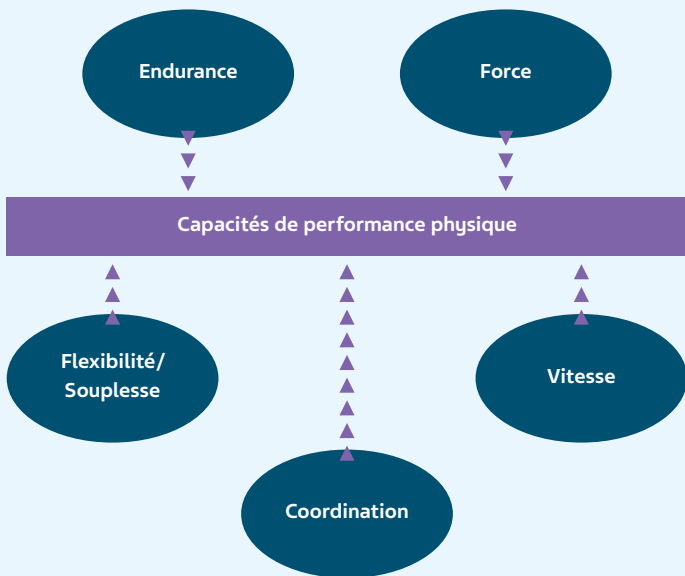 Endurance
Force
Capacités de performance physique
Flexibilité/
Souplesse
Vitesse
Coordination